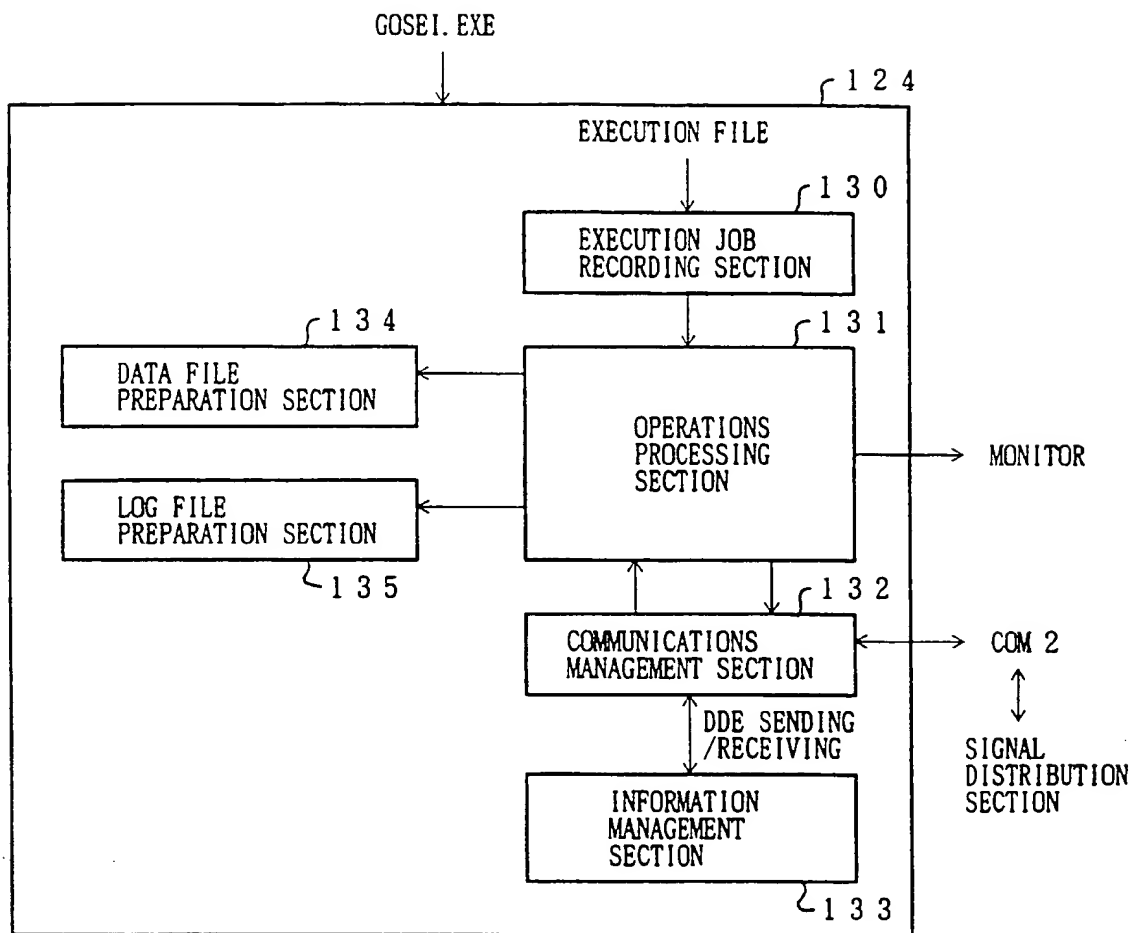 GOSEI.EXE
124
EXECUTION FILE
130
EXECUTION JOB
RECORDING SECTION
134
131
DATA FILE
PREPARATION SECTION
OPERATIONS
PROCESSING
SECTION
MONITOR
LOG FILE
PREPARATION SECTION
135
132
COMMUNICATIONS
MANAGEMENT SECTION
COM 2
DDE SENDING
/RECEIVING
SIGNAL
DISTRIBUTION
SECTION
INFORMATION
MANAGEMENT
SECTION
133